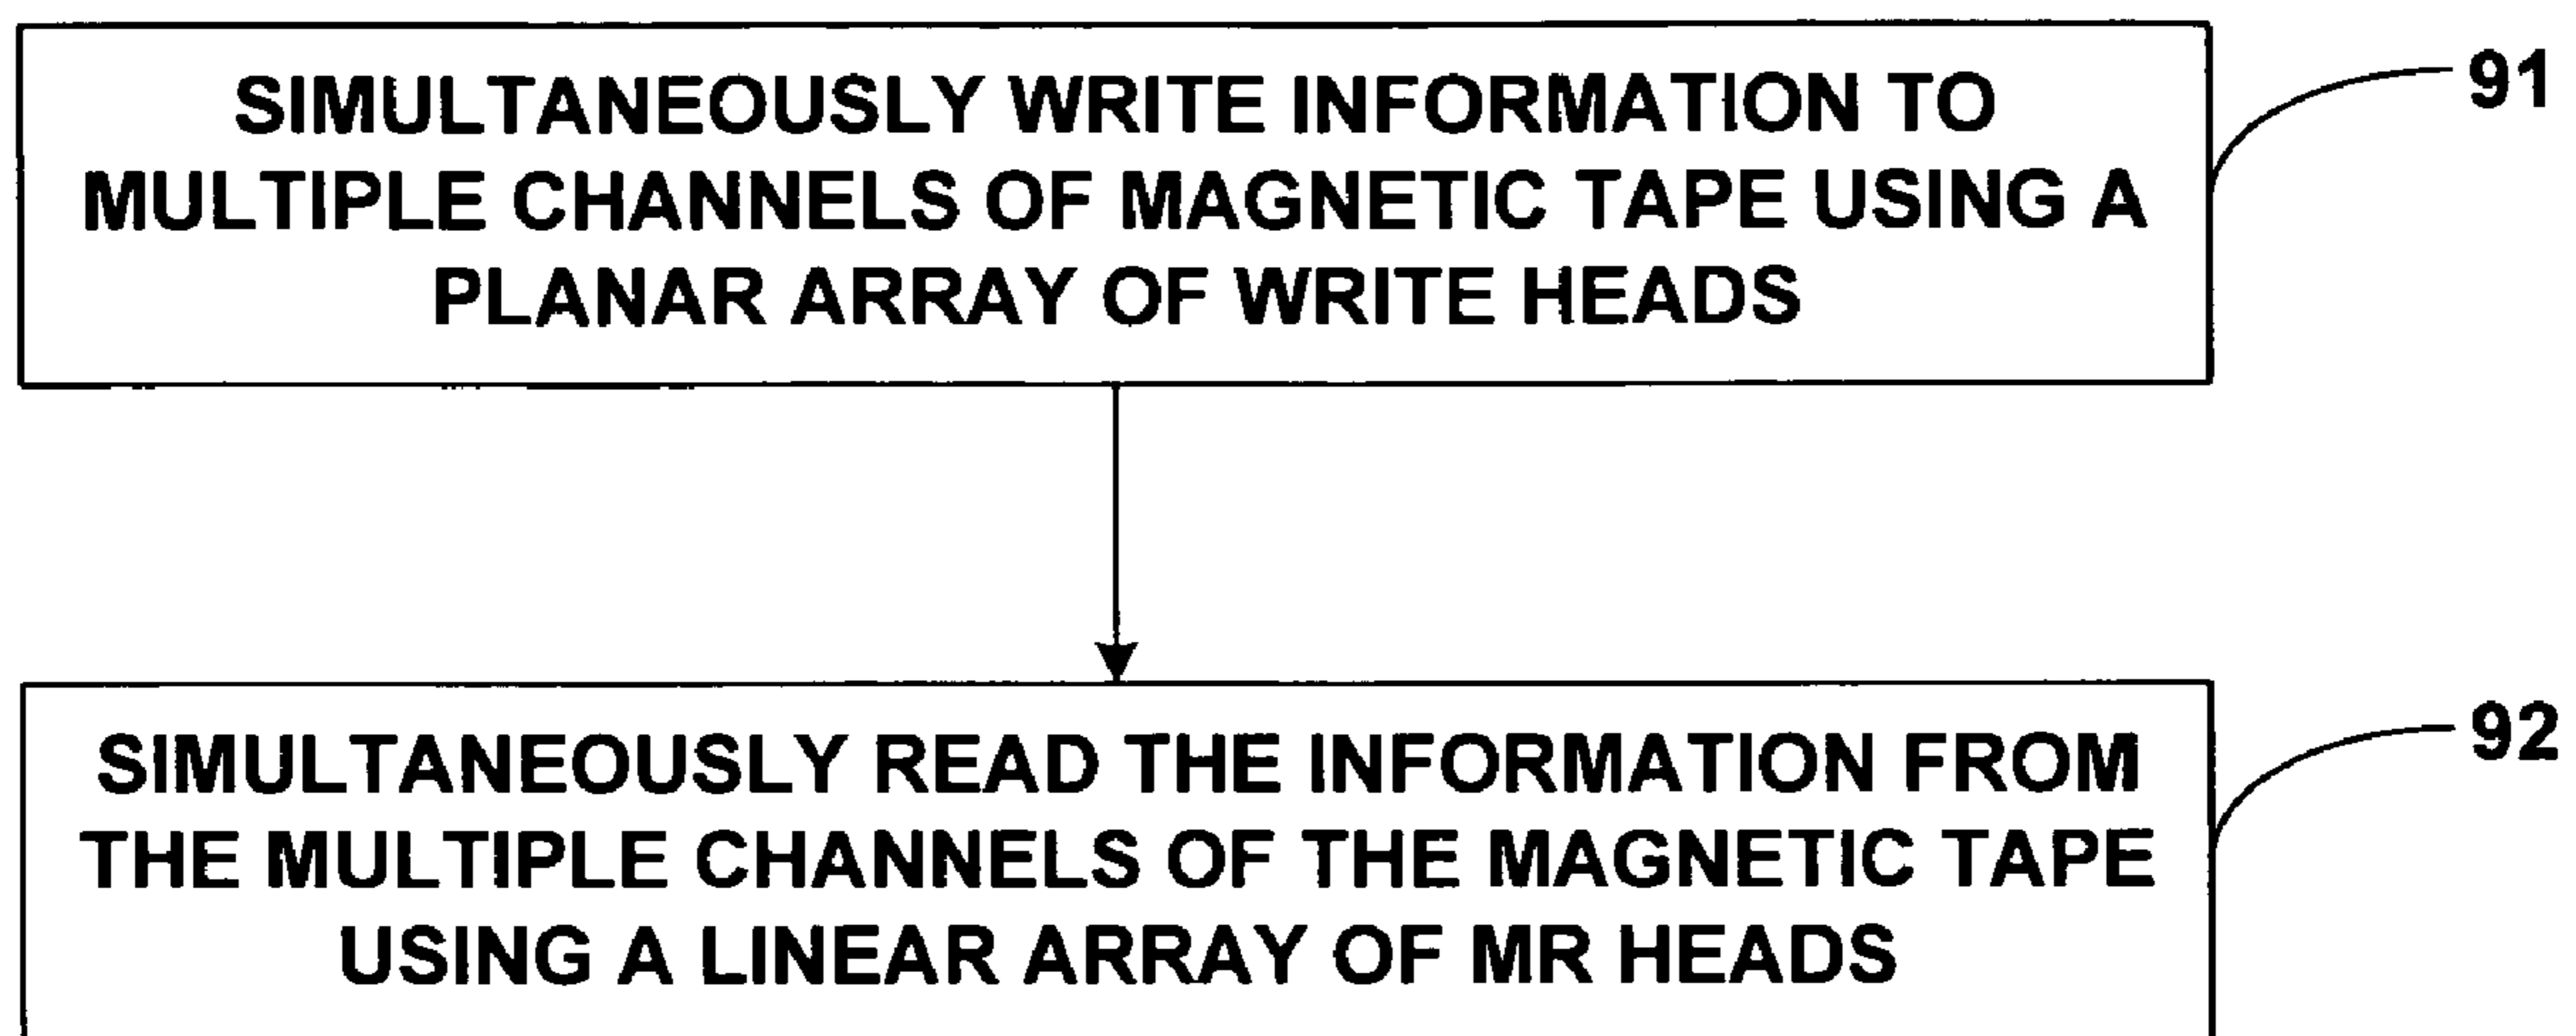 SIMULTANEOUSLY WRITE INFORMATION TO
MULTIPLE CHANNELS OF MAGNETIC TAPE USING A
PLANAR ARRAY OF WRITE HEADS
91
SIMULTANEOUSLY READ THE INFORMATION FROM
THE MULTIPLE CHANNELS OF THE MAGNETIC TAPE
USING A LINEAR ARRAY OF MR HEADS
92